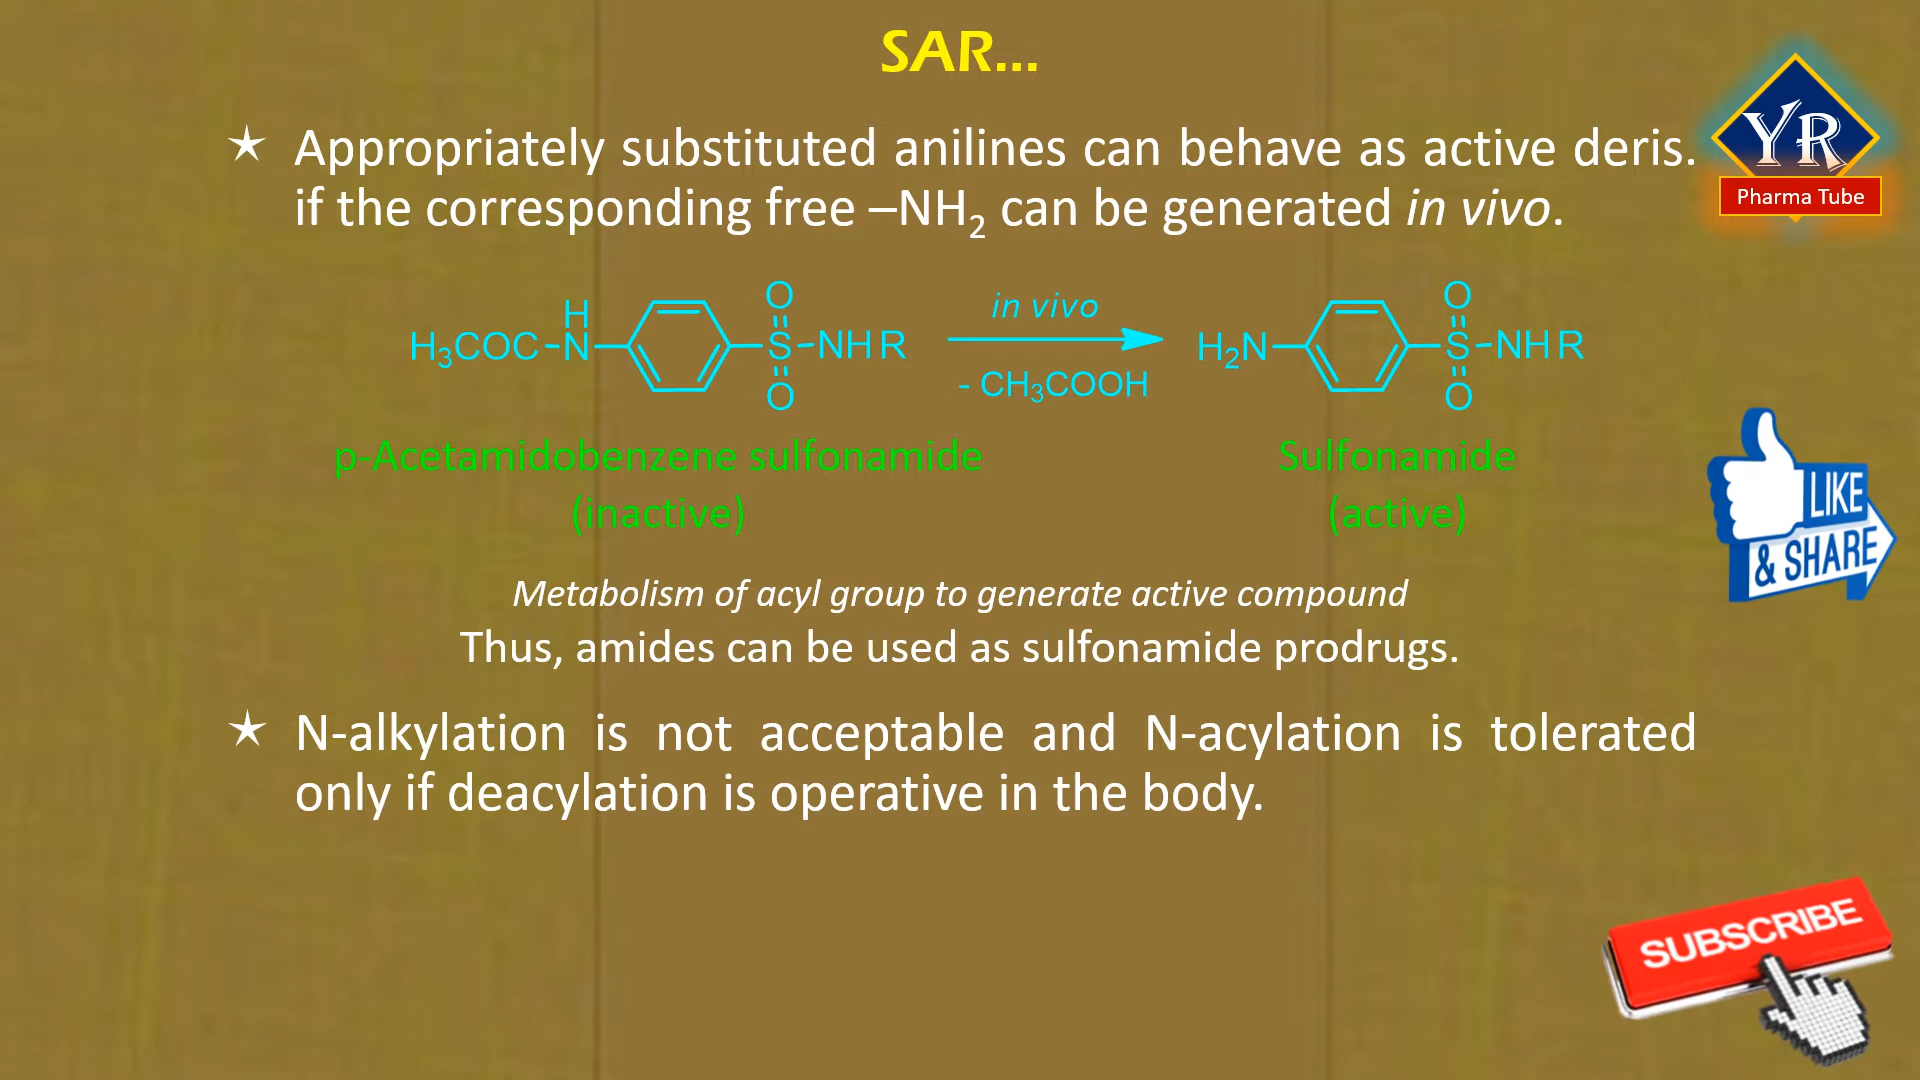 SAR...
★ Appropriately substituted anilines can behave as active deris.
if the corresponding free –NH₂ can be generated in vivo.
YR
Pharma Tube
H₃COC–N–S–NH R
H
O
O
in vivo
- CH₃COOH
H₂N–S–NH R
O
O
p-Acetamidobenzene sulfonamide
(inactive)
Sulfonamide
(active)
LIKE
& SHARE
Metabolism of acyl group to generate active compound
Thus, amides can be used as sulfonamide prodrugs.
★ N-alkylation is not acceptable and N-acylation is tolerated
only if deacylation is operative in the body.
SUBSCRIBE